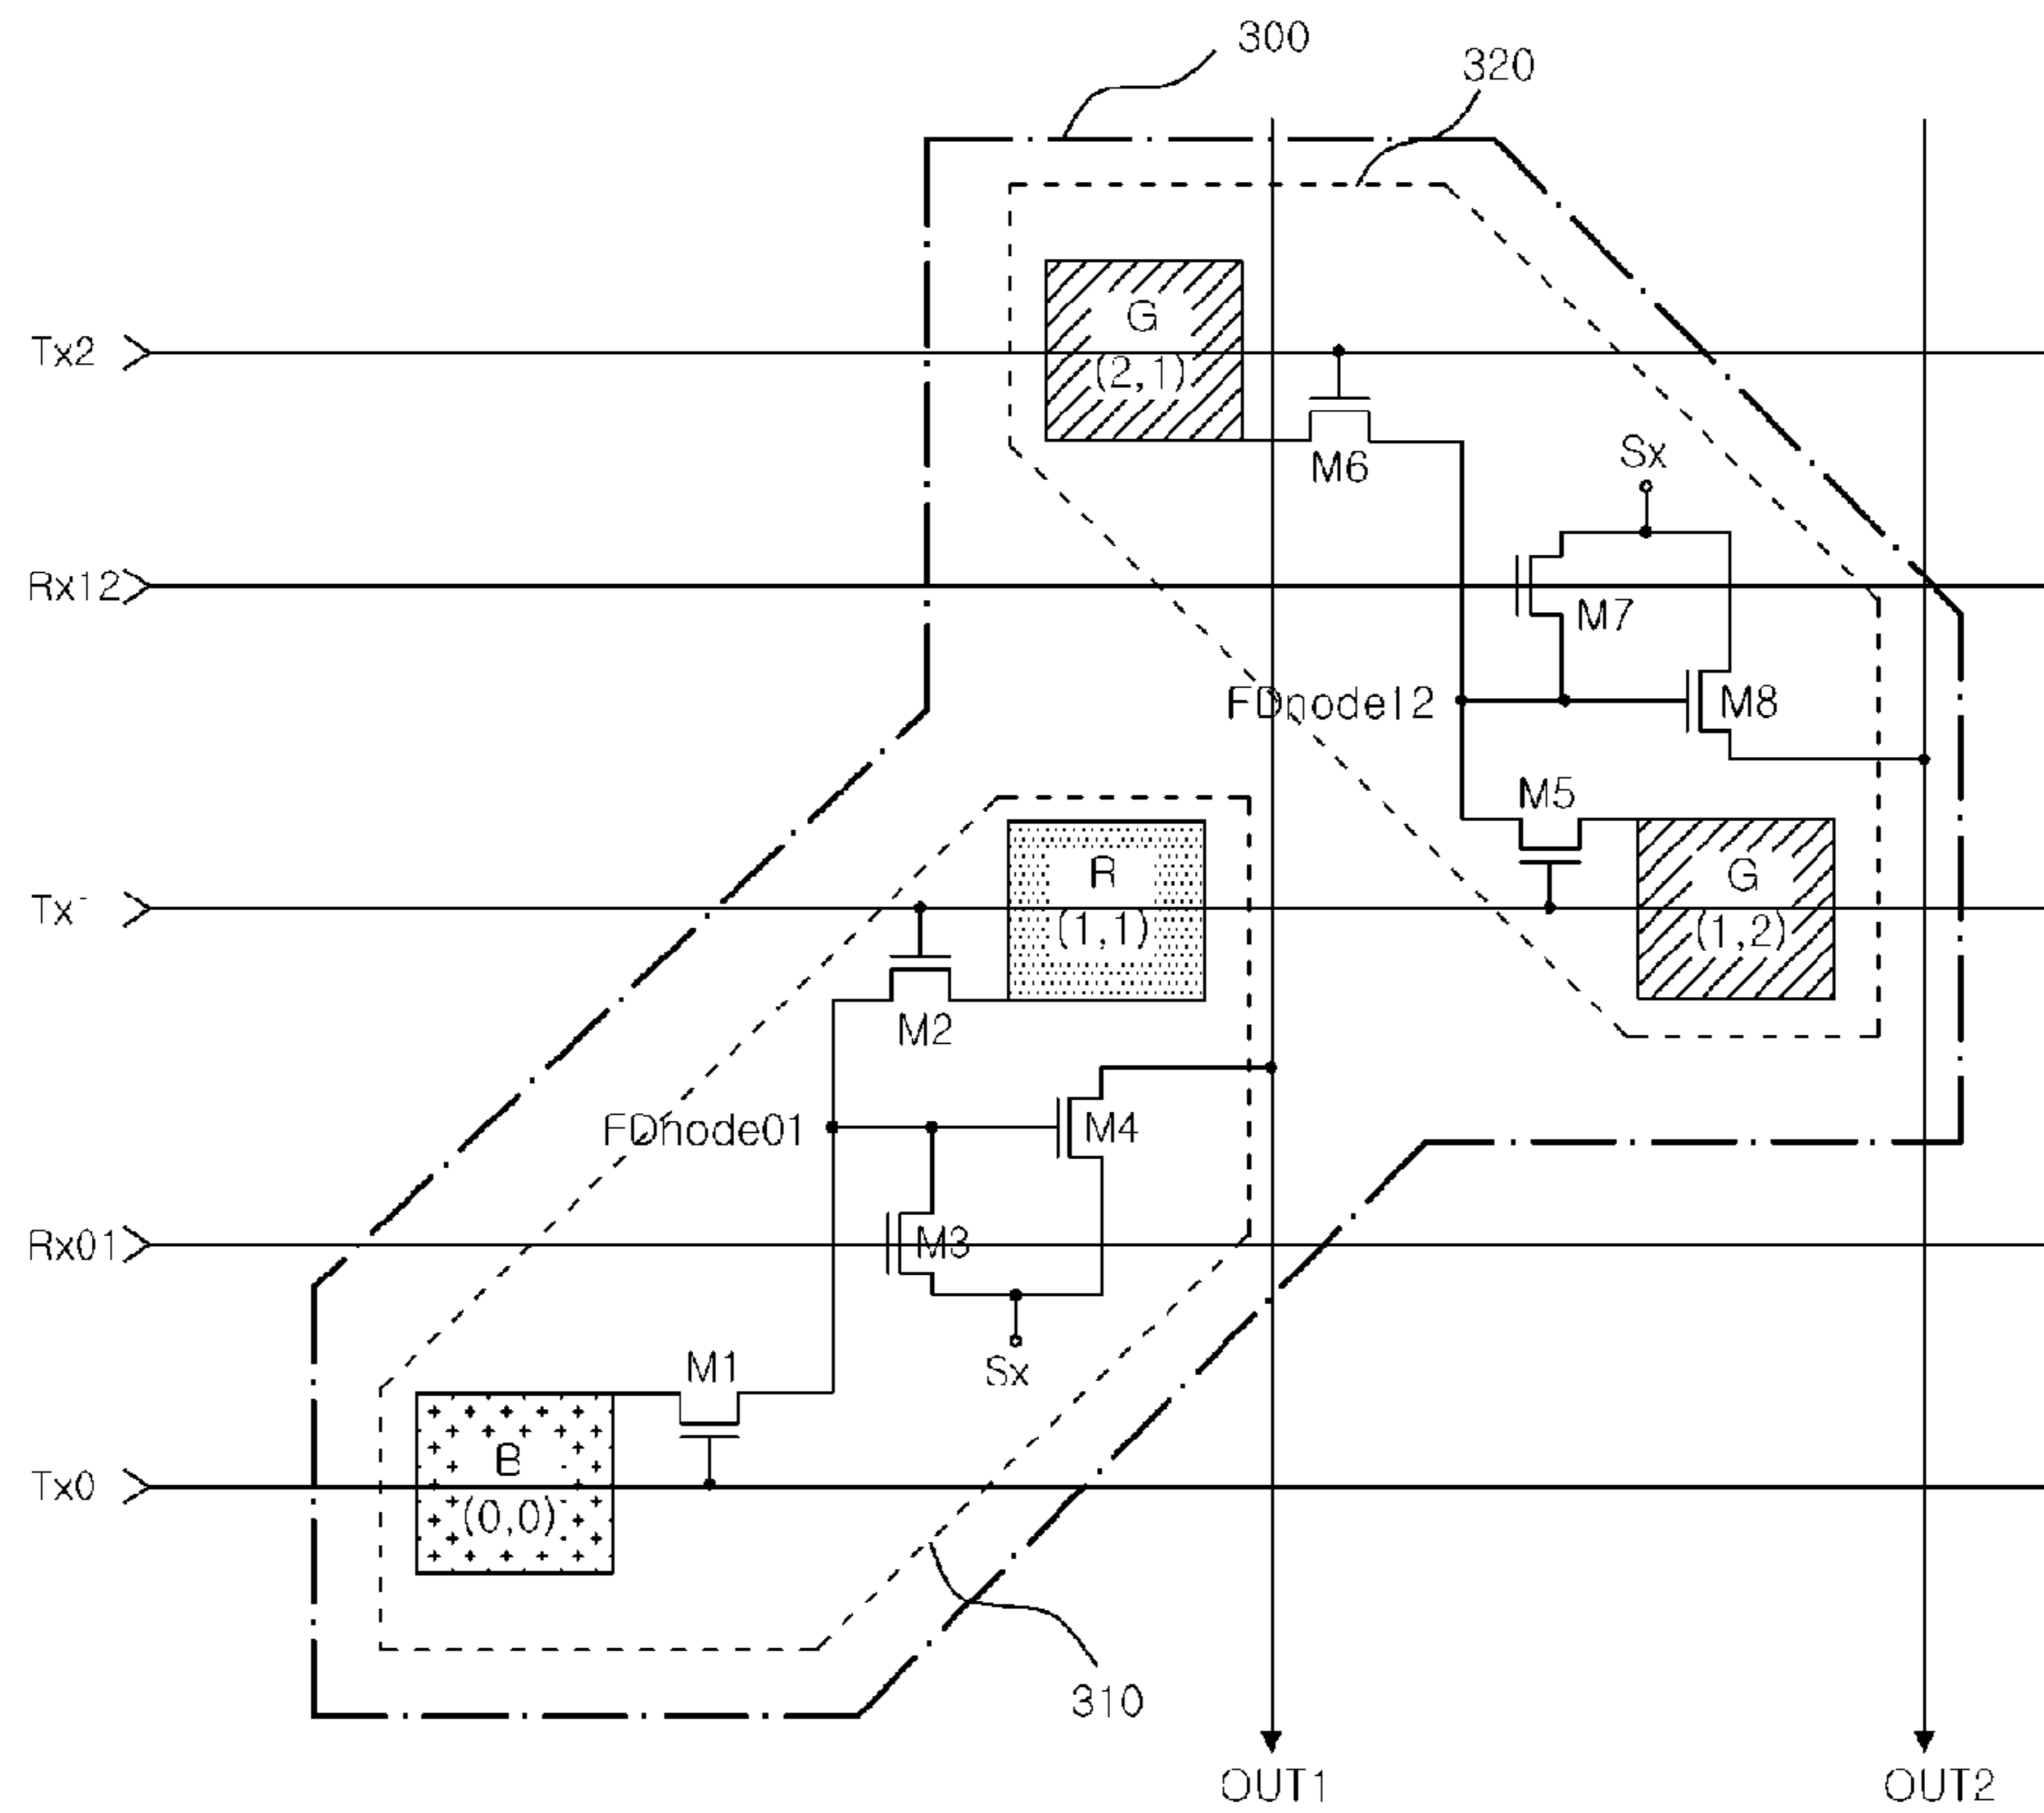 300
320
G
Tx2
(2,1)
M6
Sx
Rx12
M7
FDnode12
M8
M5
R
G
Tx-
(1,1)
(1,2)
M2
FDnode01
M4
Rx01
M3
M1
Sx
B
Tx0
(0,0)
310
OUT1
OUT2